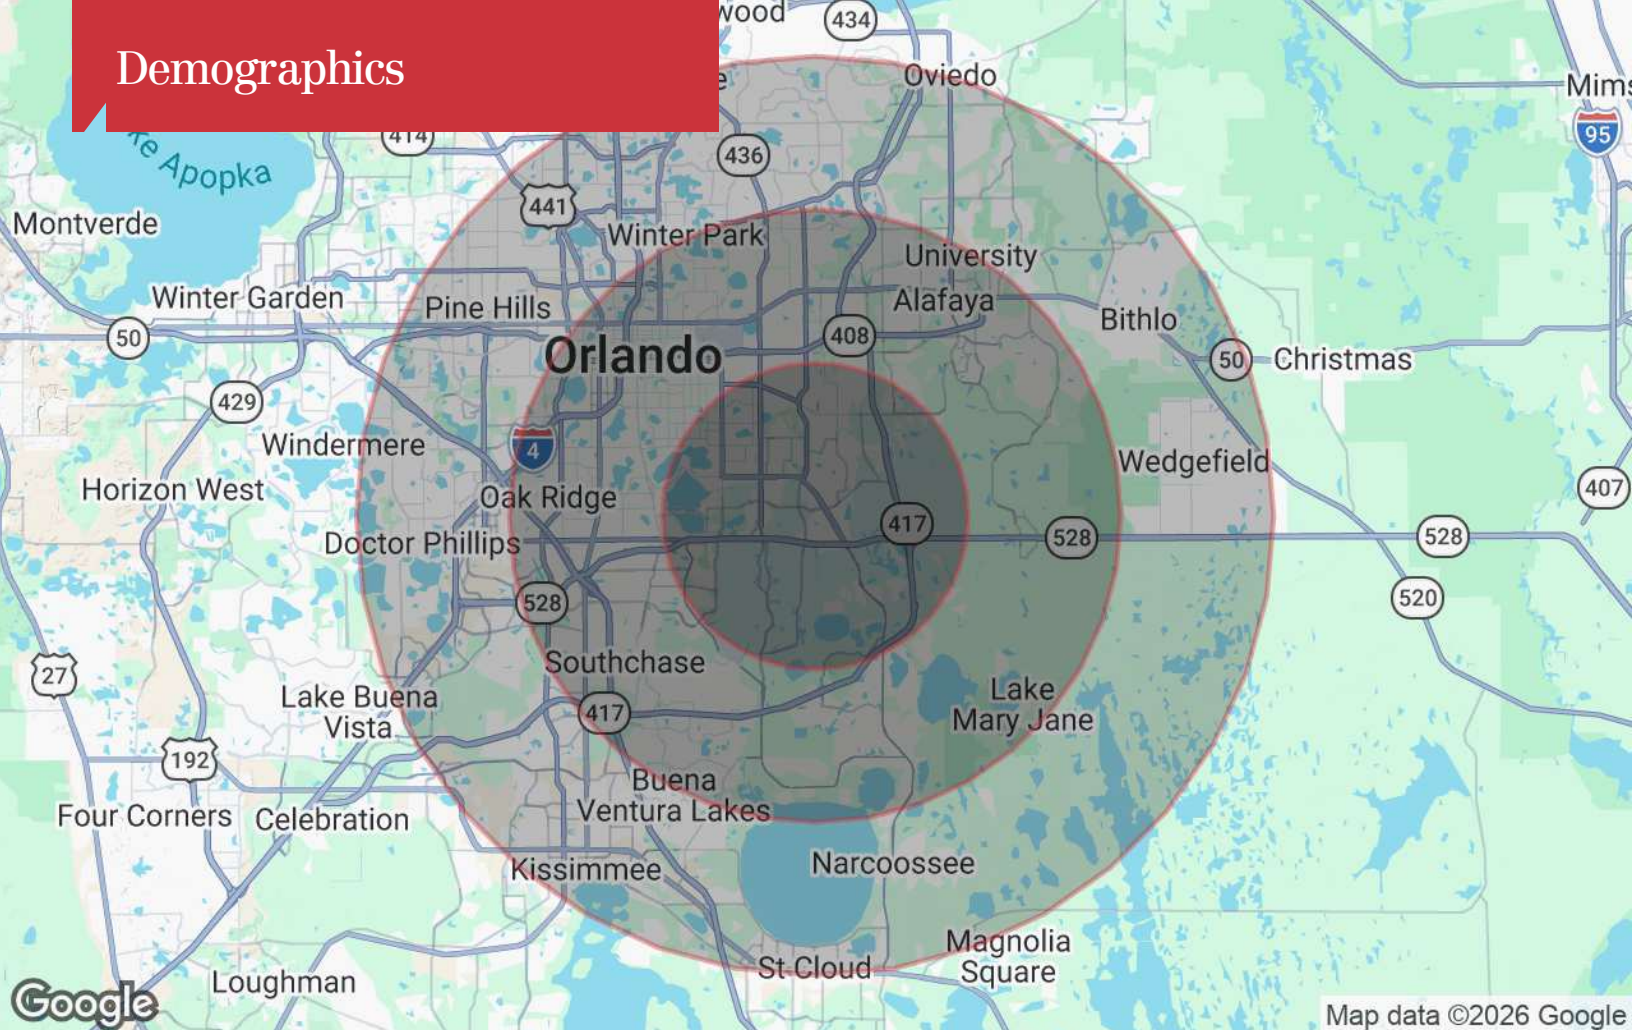 Demographics
wood
434
Oviedo
Mims
95
ke Apopka
414
436
441
Montverde
Winter Park
University
Winter Garden
Pine Hills
Alafaya
Bithlo
50
Orlando
408
50
Christmas
429
4
Windermere
Wedgefield
Horizon West
Oak Ridge
407
417
Doctor Phillips
528
528
528
520
Southchase
27
Lake Buena
Vista
417
Lake
Mary Jane
192
Buena
Ventura Lakes
Four Corners
Celebration
Kissimmee
Narcoossee
Magnolia
Square
St Cloud
Loughman
Google
Map data ©2026 Google